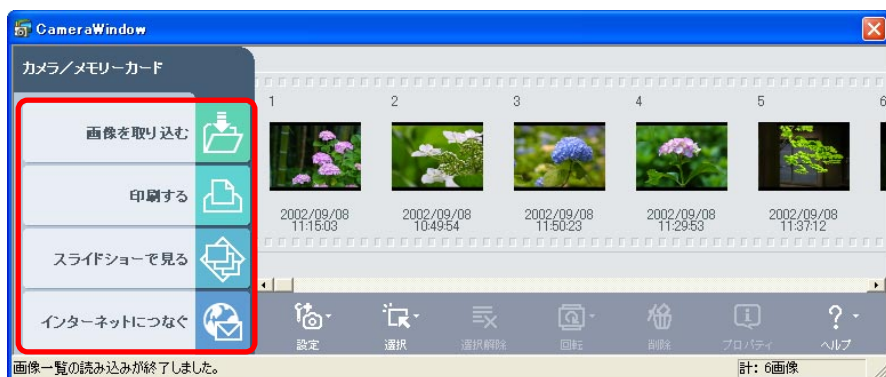 CameraWindow
カメラ／メモリーカード
画像を取り込む
印刷する
スライドショーで見る
インターネットにつなぐ
1 2 3 4 5 6
2002/09/08 2002/09/08 2002/09/08 2002/09/08 2002/09/08
11:15:03 10:49:54 11:50:23 11:29:53 11:37:12
設定 選択 選択解除 回転 削除 プロパティ ヘルプ
画像一覧の読み込みが終了しました。 計: 6画像